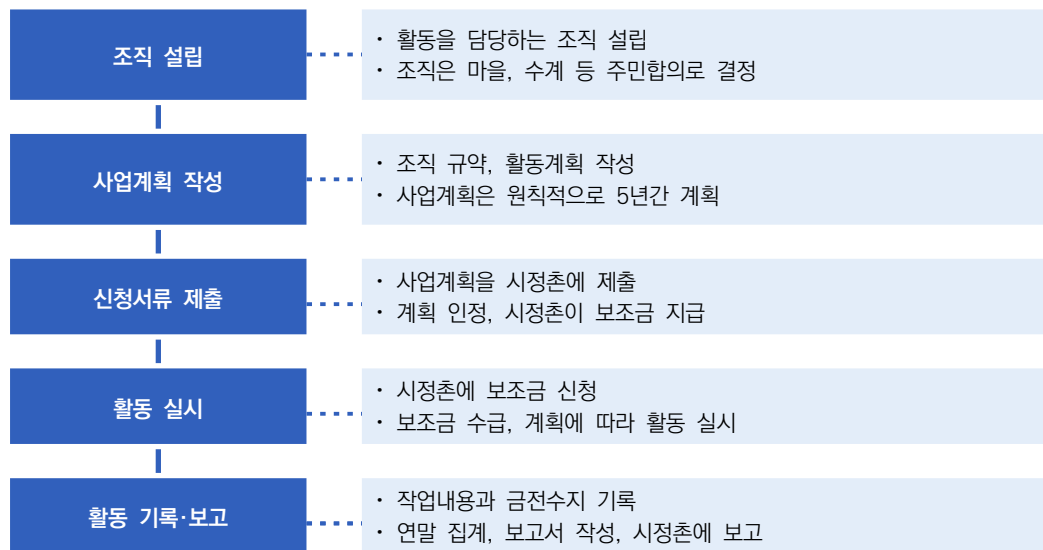 조직 설립
· 활동을 담당하는 조직 설립
· 조직은 마을, 수계 등 주민합의로 결정
사업계획 작성
· 조직 규약, 활동계획 작성
· 사업계획은 원칙적으로 5년간 계획
신청서류 제출
· 사업계획을 시정촌에 제출
· 계획 인정, 시정촌이 보조금 지급
활동 실시
· 시정촌에 보조금 신청
· 보조금 수급, 계획에 따라 활동 실시
활동 기록·보고
· 작업내용과 금전수지 기록
· 연말 집계, 보고서 작성, 시정촌에 보고